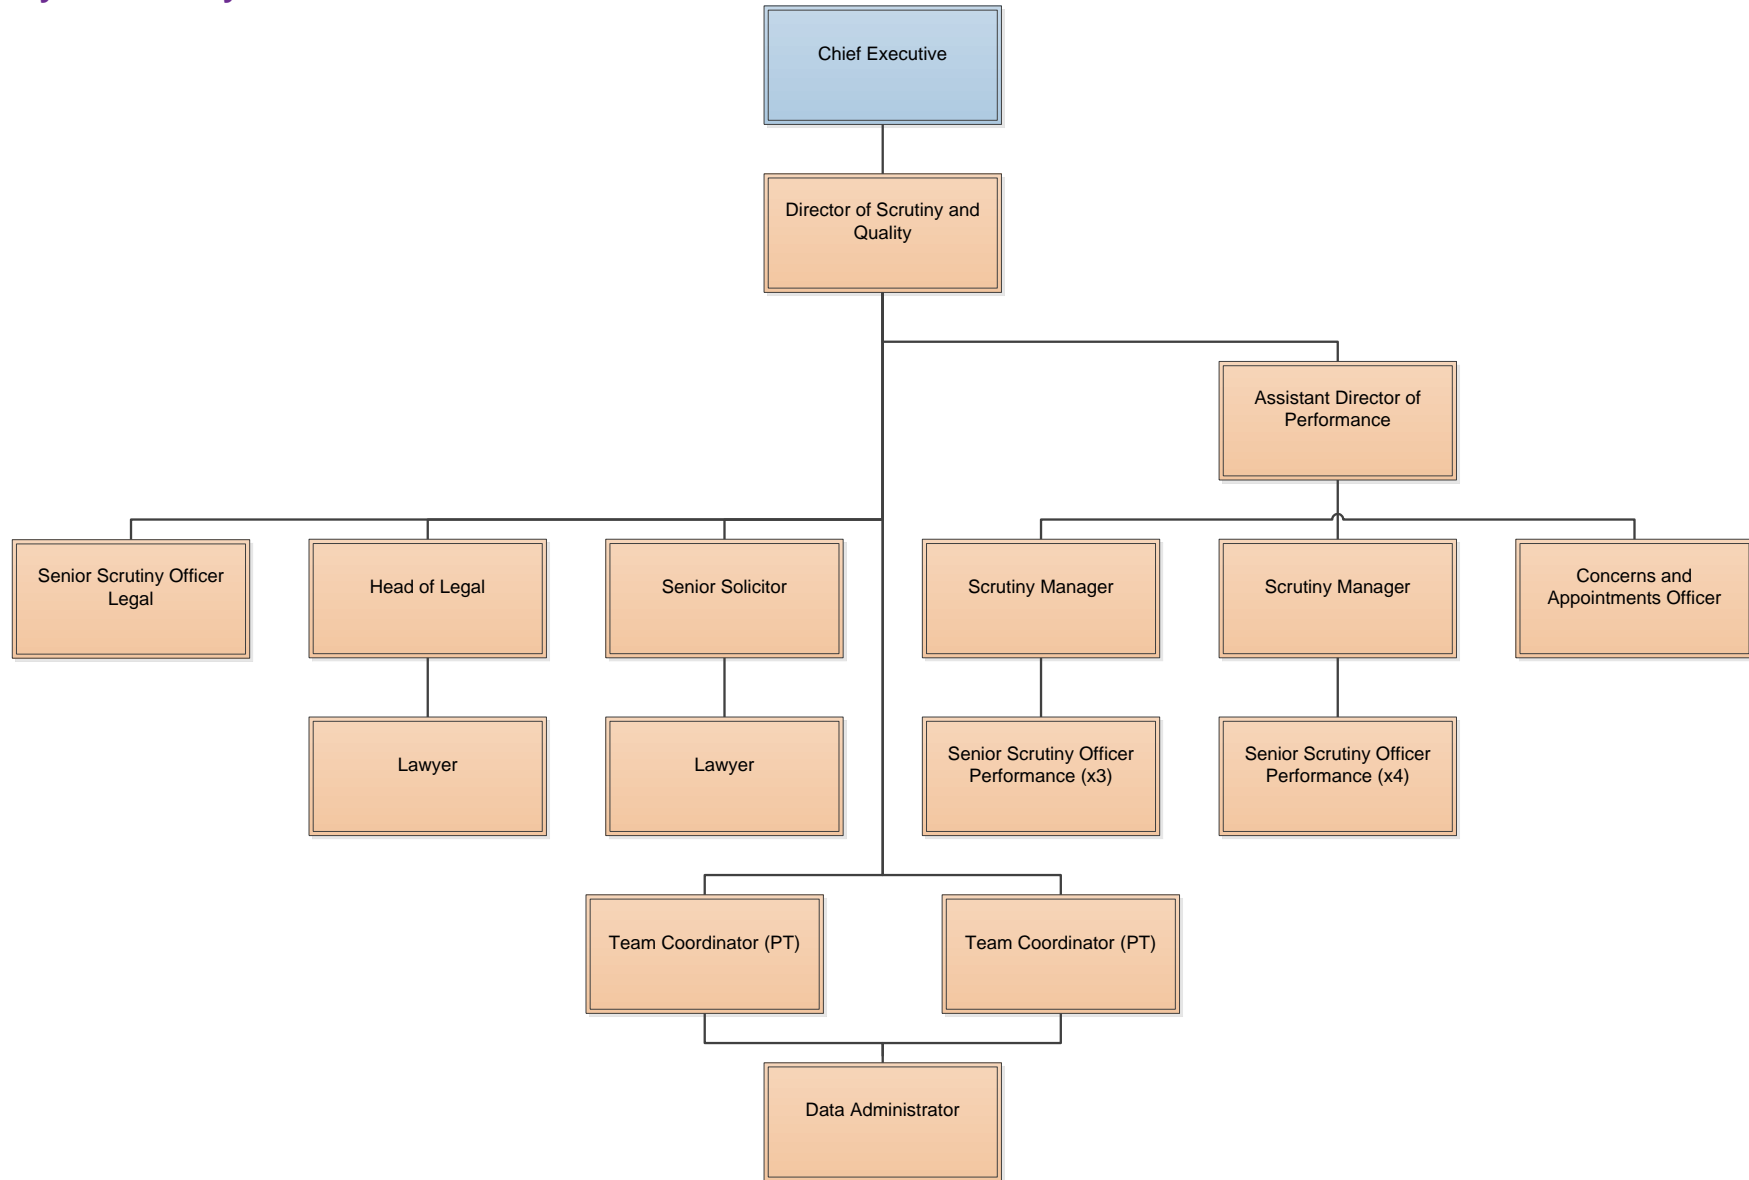 Chief Executive
Director of Scrutiny and
Quality
Assistant Director of
Performance
Senior Scrutiny Officer
Legal
Head of Legal
Senior Solicitor
Scrutiny Manager
Scrutiny Manager
Concerns and
Appointments Officer
Lawyer
Lawyer
Senior Scrutiny Officer
Performance (x3)
Senior Scrutiny Officer
Performance (x4)
Team Coordinator (PT)
Team Coordinator (PT)
Data Administrator